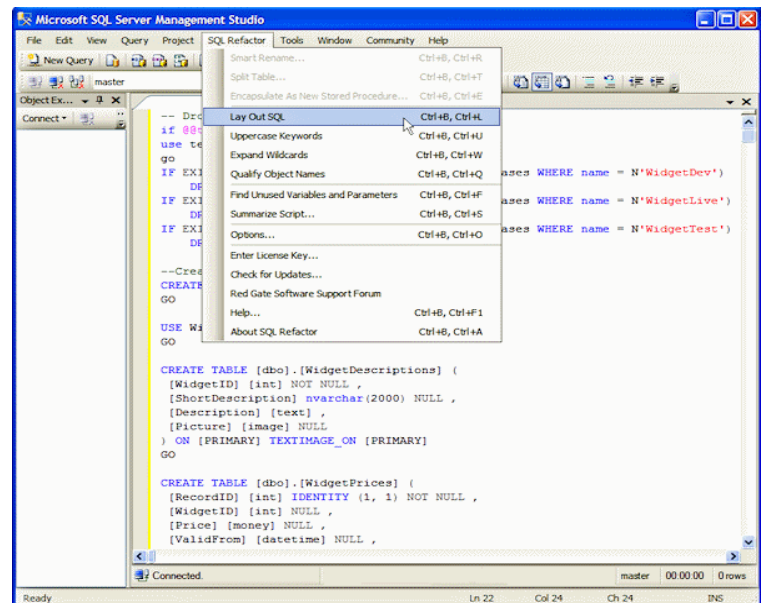 Microsoft SQL Server Management Studio
File Edit View Query Project SQL Refactor Tools Window Community Help
New Query
master
Object Ex...
Connect
Smart Rename... Ctrl+B, Ctrl+R
Split Table... Ctrl+B, Ctrl+T
Encapsulate As New Stored Procedure... Ctrl+B, Ctrl+E
Lay Out SQL Ctrl+B, Ctrl+L
Uppercase Keywords Ctrl+B, Ctrl+U
Expand Wildcards Ctrl+B, Ctrl+W
Qualify Object Names Ctrl+B, Ctrl+Q
Find Unused Variables and Parameters Ctrl+B, Ctrl+F
Summarize Script... Ctrl+B, Ctrl+S
Options... Ctrl+B, Ctrl+O
Enter License Key...
Check for Updates...
Red Gate Software Support Forum
Help... Ctrl+B, Ctrl+F1
About SQL Refactor Ctrl+B, Ctrl+A
-- Dro
if @@t
use te
go
IF EXI ases WHERE name = N'WidgetDev')
DR
IF EXI ases WHERE name = N'WidgetLive')
DR
IF EXI ases WHERE name = N'WidgetTest')
DR
--Crea
CREATE
GO
USE Wi
GO
CREATE TABLE [dbo].[WidgetDescriptions] (
[WidgetID] [int] NOT NULL ,
[ShortDescription] nvarchar(2000) NULL ,
[Description] [text] ,
[Picture] [image] NULL
) ON [PRIMARY] TEXTIMAGE_ON [PRIMARY]
GO
CREATE TABLE [dbo].[WidgetPrices] (
[RecordID] [int] IDENTITY (1, 1) NOT NULL ,
[WidgetID] [int] NULL ,
[Price] [money] NULL ,
[ValidFrom] [datetime] NULL ,
Connected. master 00:00:00 0 rows
Ready Ln 22 Col 24 Ch 24 INS